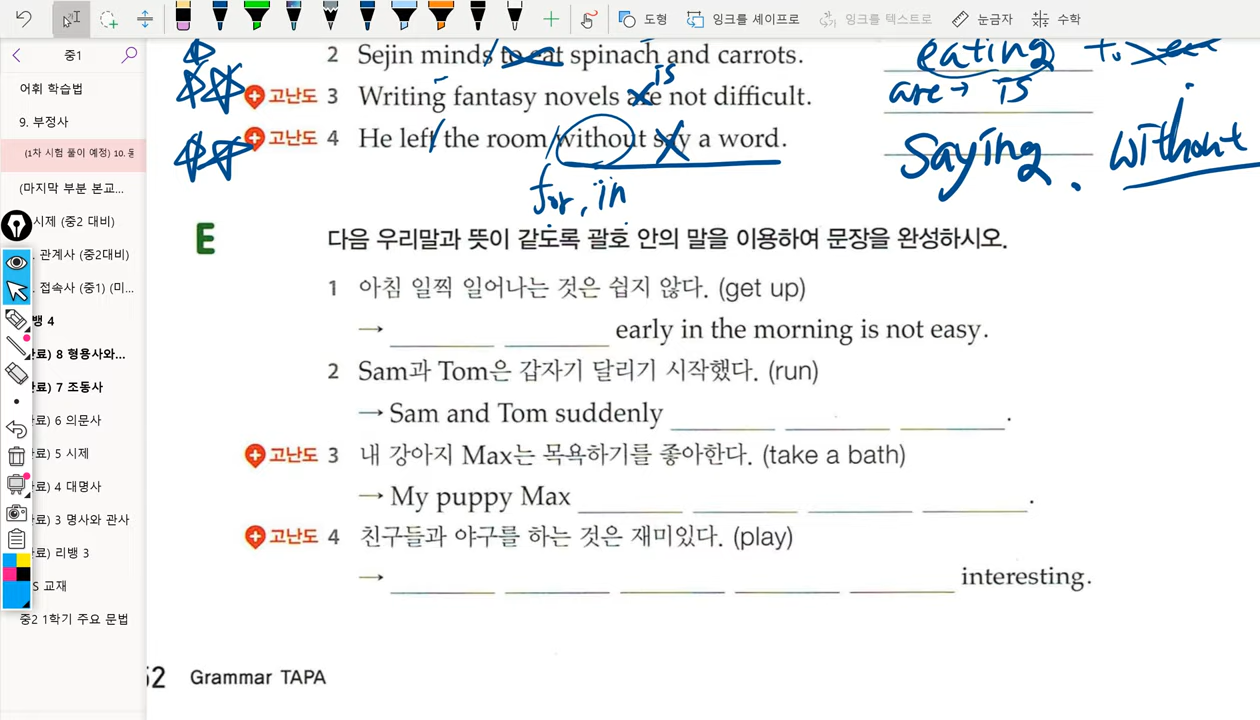 도형
잉크를 셰이프로
잉크를 텍스트로
눈금자
수학
중1
어휘 학습법
9. 부정사
(1차 시험 풀이 예정) 10. 동
(마지막 부분 본교...
시제 (중2 대비)
. 관계사 (중2대비)
. 접속사 (중1) (미...
뱅 4
료) 8 형용사와...
료) 7 조동사
료) 6 의문사
료) 5 시제
료) 4 대명사
료) 3 명사와 관사
료) 리뱅 3
S 교재
중2 1학기 주요 문법
2 Sejin minds to eat spinach and carrots.
eating
is
고난도 3 Writing fantasy novels are not difficult.
are → is
고난도 4 He left the room without say a word.
saying. without
for, in
E 다음 우리말과 뜻이 같도록 괄호 안의 말을 이용하여 문장을 완성하시오.
1 아침 일찍 일어나는 것은 쉽지 않다. (get up)
→ early in the morning is not easy.
2 Sam과 Tom은 갑자기 달리기 시작했다. (run)
→ Sam and Tom suddenly .
고난도 3 내 강아지 Max는 목욕하기를 좋아한다. (take a bath)
→ My puppy Max .
고난도 4 친구들과 야구를 하는 것은 재미있다. (play)
→ interesting.
52 Grammar TAPA